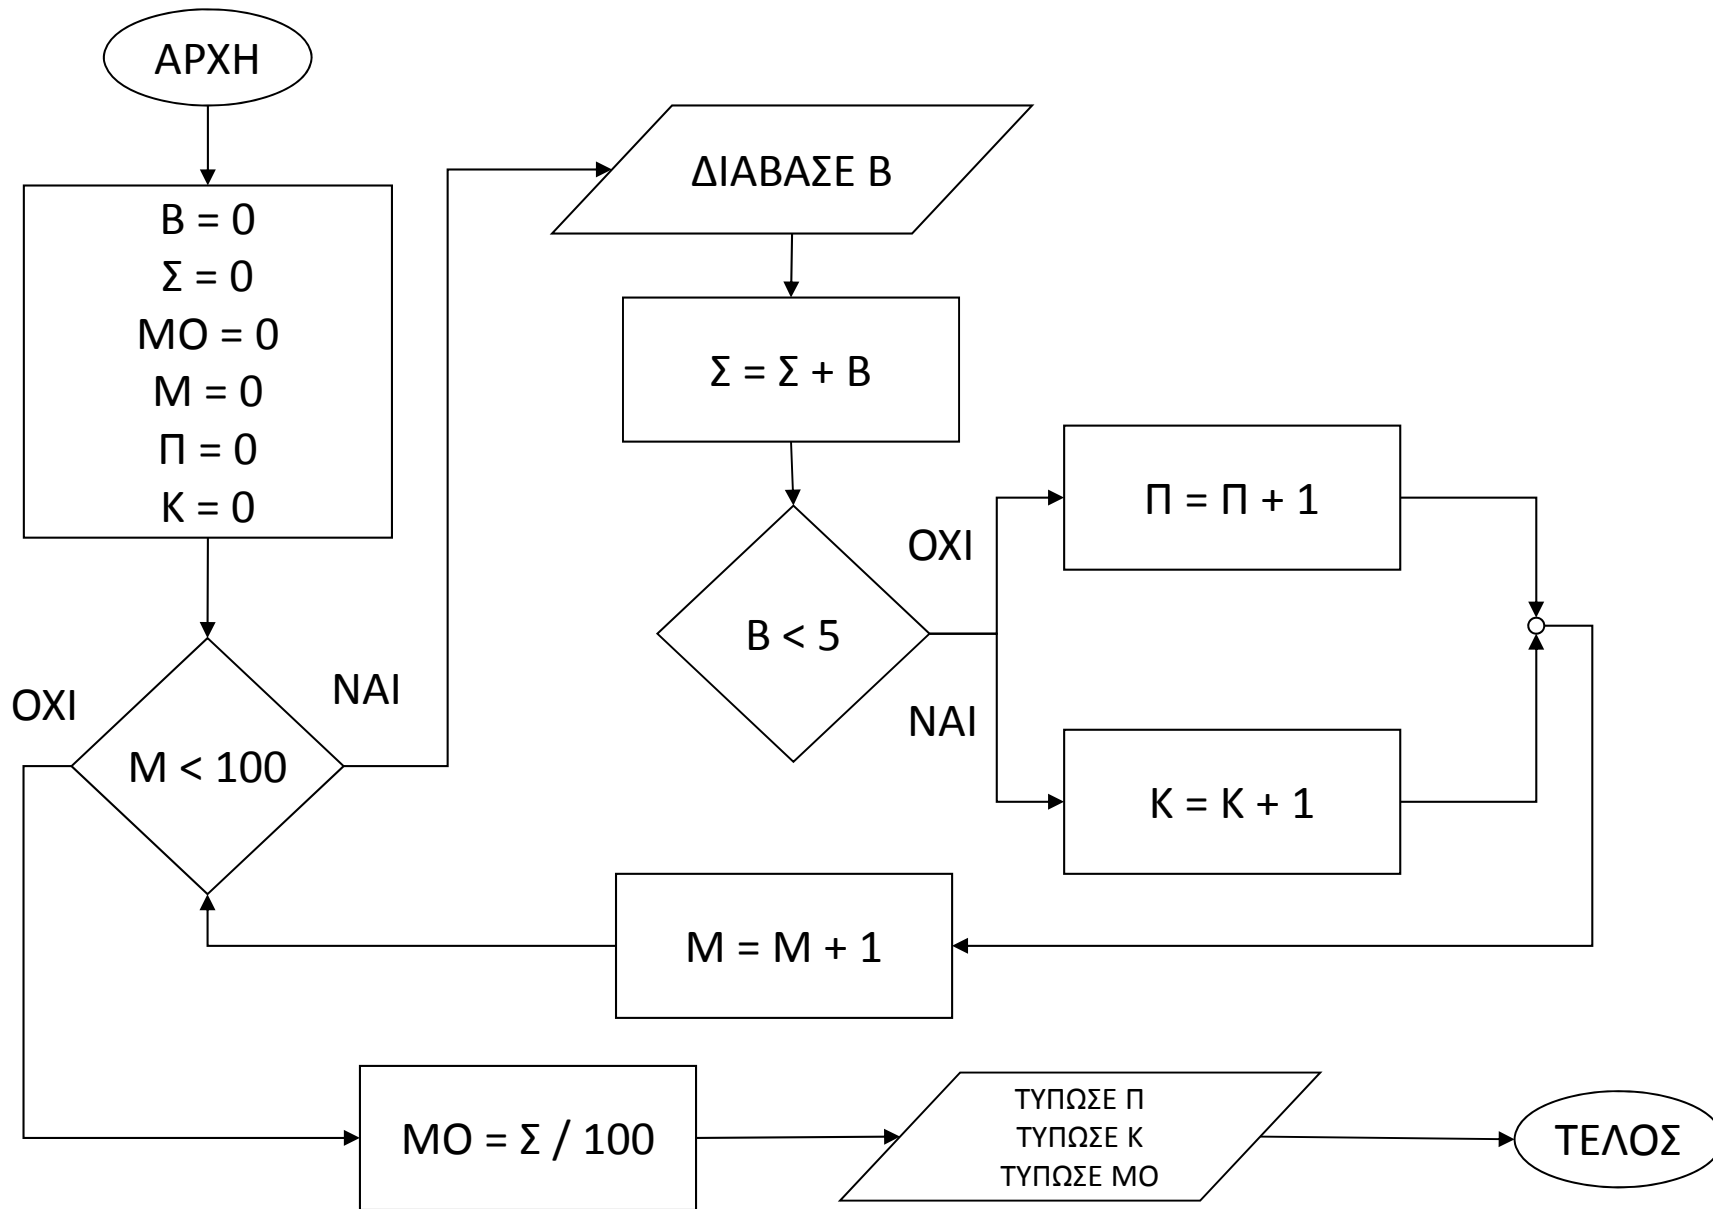 ΑΡΧΗ
Β = 0
Σ = 0
ΜΟ = 0
Μ = 0
Π = 0
Κ = 0
Μ < 100
ΟΧΙ
ΝΑΙ
ΔΙΑΒΑΣΕ Β
Σ = Σ + Β
Β < 5
ΟΧΙ
ΝΑΙ
Π = Π + 1
Κ = Κ + 1
Μ = Μ + 1
ΜΟ = Σ / 100
ΤΥΠΩΣΕ Π
ΤΥΠΩΣΕ Κ
ΤΥΠΩΣΕ ΜΟ
ΤΕΛΟΣ